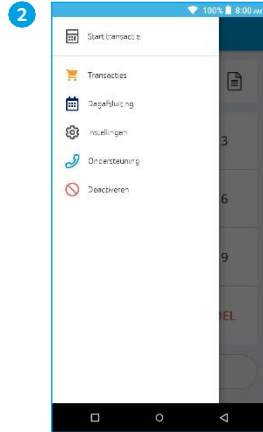 2
100% 8:00 AM
Start transactie
Transacties
Dagafsluiting
Instellingen
3
Ondersteuning
6
Deactiveren
9
DEL